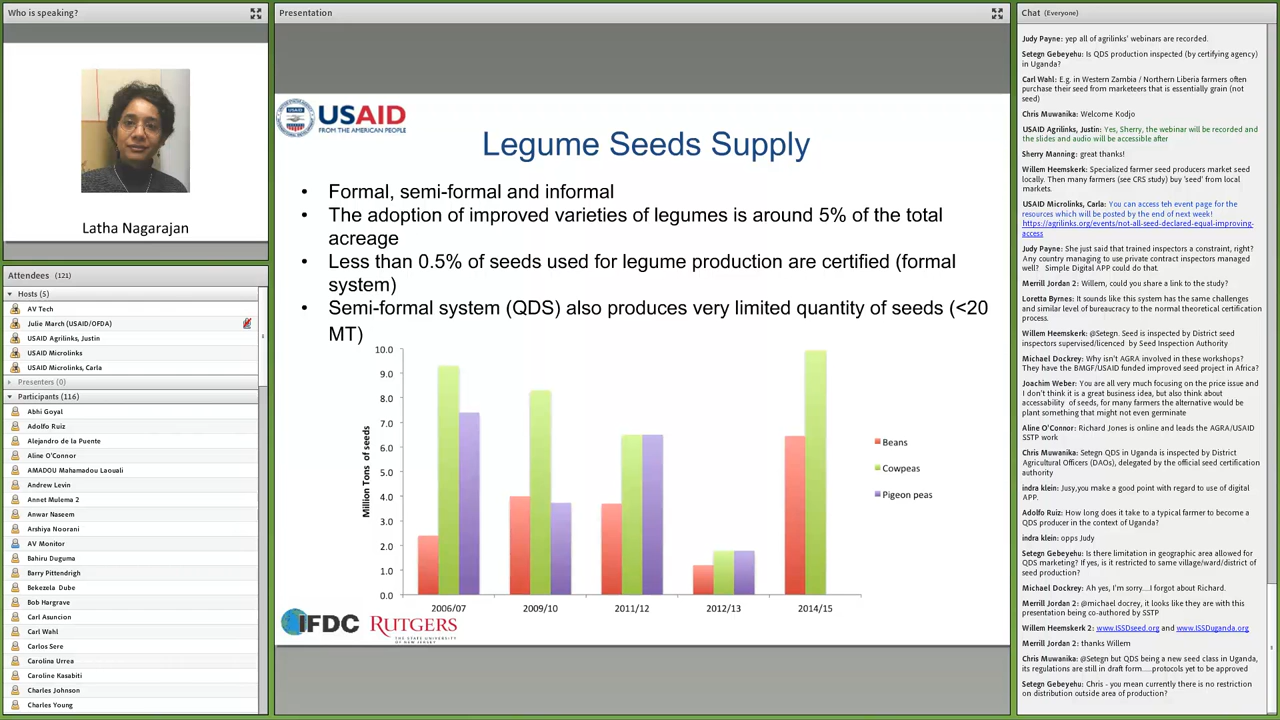 Who is speaking?
Latha Nagarajan
Attendees (121)
Hosts (5)
AV Tech
Julie March (USAID/OFDA)
USAID Agrilinks, Justin
USAID Microlinks
USAID Microlinks, Carla
Presenters (0)
Participants (116)
Abhi Goyal
Adolfo Ruiz
Alejandro de la Puente
Aline O'Connor
AMADOU Mahamadou Laouali
Andrew Levin
Annet Mulema 2
Anwar Naseem
Arshiya Noorani
AV Monitor
Bahiru Duguma
Barry Pittendrigh
Bekezela Dube
Bob Hargrave
Carl Asuncion
Carl Wahl
Carlos Sere
Carolina Urrea
Caroline Kasabiti
Charles Johnson
Charles Young
Presentation
USAID
FROM THE AMERICAN PEOPLE
Legume Seeds Supply
• Formal, semi-formal and informal
• The adoption of improved varieties of legumes is around 5% of the total
acreage
• Less than 0.5% of seeds used for legume production are certified (formal
system)
• Semi-formal system (QDS) also produces very limited quantity of seeds (<20
MT)
Million Tons of seeds
10.0
9.0
8.0
7.0
6.0
5.0
4.0
3.0
2.0
1.0
0.0
2006/07 2009/10 2011/12 2012/13 2014/15
Beans
Cowpeas
Pigeon peas
IFDC RUTGERS
Chat (Everyone)
Judy Payne: yep all of agrilinks' webinars are recorded.
Setegn Gebeyehu: Is QDS production inspected (by certifying agency)
in Uganda?
Carl Wahl: E.g. in Western Zambia / Northern Liberia farmers often
purchase their seed from marketeers that is essentially grain (not
seed)
Chris Muwanika: Welcome Kodjo
USAID Agrilinks, Justin: Yes, Sherry, the webinar will be recorded and
the slides and audio will be accessible after
Sherry Manning: great thanks!
Willem Heemskerk: Specialized farmer seed producers market seed
locally. Then many farmers (see CRS study) buy 'seed' from local
markets.
USAID Microlinks, Carla: You can access teh event page for the
resources which will be posted by the end of next week!
https://agrilinks.org/events/not-all-seed-declared-equal-improving-
access
Judy Payne: She just said that trained inspectors a constraint, right?
Any country managing to use private contract inspectors managed
well? Simple Digital APP could do that.
Merrill Jordan 2: Willem, could you share a link to the study?
Loretta Byrnes: It sounds like this system has the same challenges
and similar level of bureaucracy to the normal theoretical certification
process.
Willem Heemskerk: @Setegn. Seed is inspected by District seed
inspectors supervised/licenced by Seed Inspection Authority
Michael Dockrey: Why isn't AGRA involved in these workshops?
They have the BMGF/USAID funded improved seed project in Africa?
Joachim Weber: You are all very much focusing on the price issue and
I don't think it is a great business idea, but also think about
accessability of seeds, for many farmers the alternative would be
plant something that might not even germinate
Aline O'Connor: Richard Jones is online and leads the AGRA/USAID
SSTP work
Chris Muwanika: Setegn QDS in Uganda is inspected by District
Agricultural Officers (DAOs), delegated by the official seed certification
authority
indra klein: Jusy,you make a good point with regard to use of digital
APP.
Adolfo Ruiz: How long does it take to a typical farmer to become a
QDS producer in the context of Uganda?
indra klein: opps Judy
Setegn Gebeyehu: Is there limitation in geographic area allowed for
QDS marketing? If yes, is it restricted to same village/ward/district of
seed production?
Michael Dockrey: Ah yes, I'm sorry....I forgot about Richard.
Merrill Jordan 2: @michael docrey, it looks like they are with this
presentation being co-authored by SSTP
Willem Heemskerk 2: www.ISSDseed.org and www.ISSDuganda.org
Merrill Jordan 2: thanks Willem
Chris Muwanika: @Setegn but QDS being a new seed class in Uganda,
its regulations are still in draft form.....protocols yet to be approved
Setegn Gebeyehu: Chris - you mean currently there is no restriction
on distribution outside area of production?